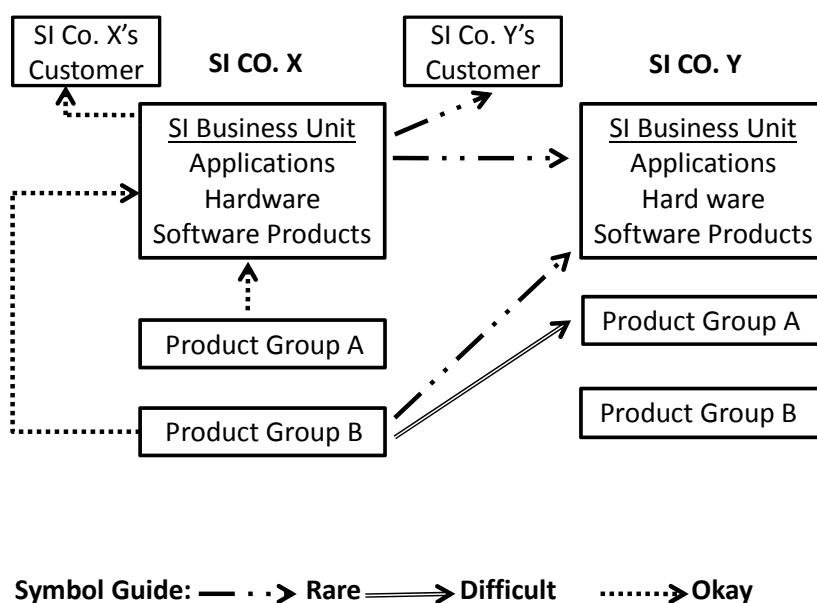 SI Co. X's
Customer
SI CO. X
SI Co. Y's
Customer
SI CO. Y
SI Business Unit
Applications
Hardware
Software Products
SI Business Unit
Applications
Hard ware
Software Products
Product Group A
Product Group A
Product Group B
Product Group B
Symbol Guide: Rare Difficult Okay